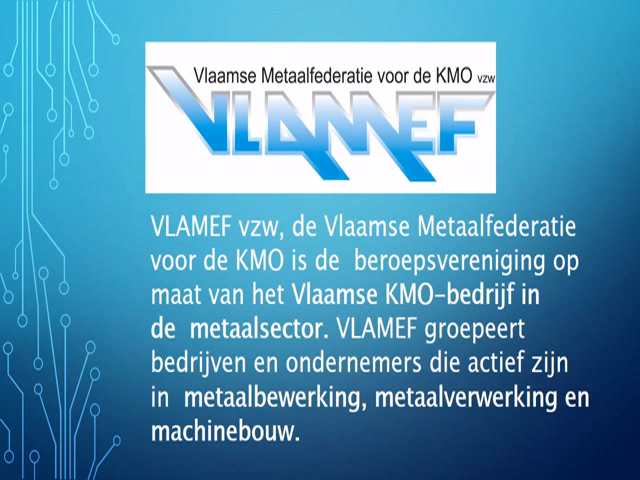 Vlaamse Metaalfederatie voor de KMO vzw
VLAMEF
VLAMEF vzw, de Vlaamse Metaalfederatie
voor de KMO is de beroepsvereniging op
maat van het Vlaamse KMO-bedrijf in
de metaalsector. VLAMEF groepeert
bedrijven en ondernemers die actief zijn
in metaalbewerking, metaalverwerking en
machinebouw.